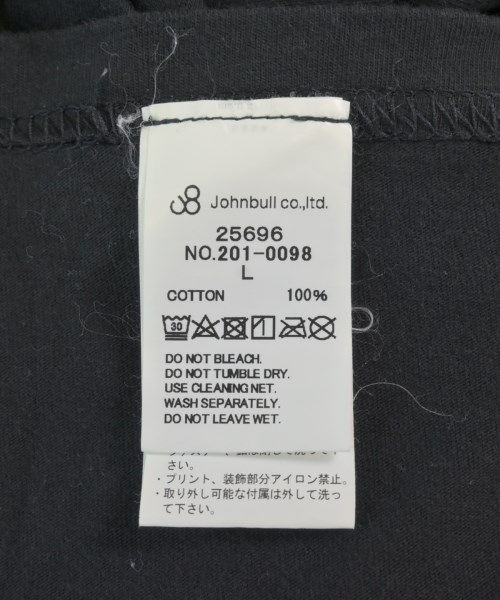 Johnbull co.,ltd.
25696
NO.201-0098
L
COTTON 100%
30
DO NOT BLEACH.
DO NOT TUMBLE DRY.
USE CLEANING NET.
WASH SEPARATELY.
DO NOT LEAVE WET.
さい。
・プリント、装飾部分アイロン禁止。
・取り外し可能な付属は外して洗っ
て下さい。